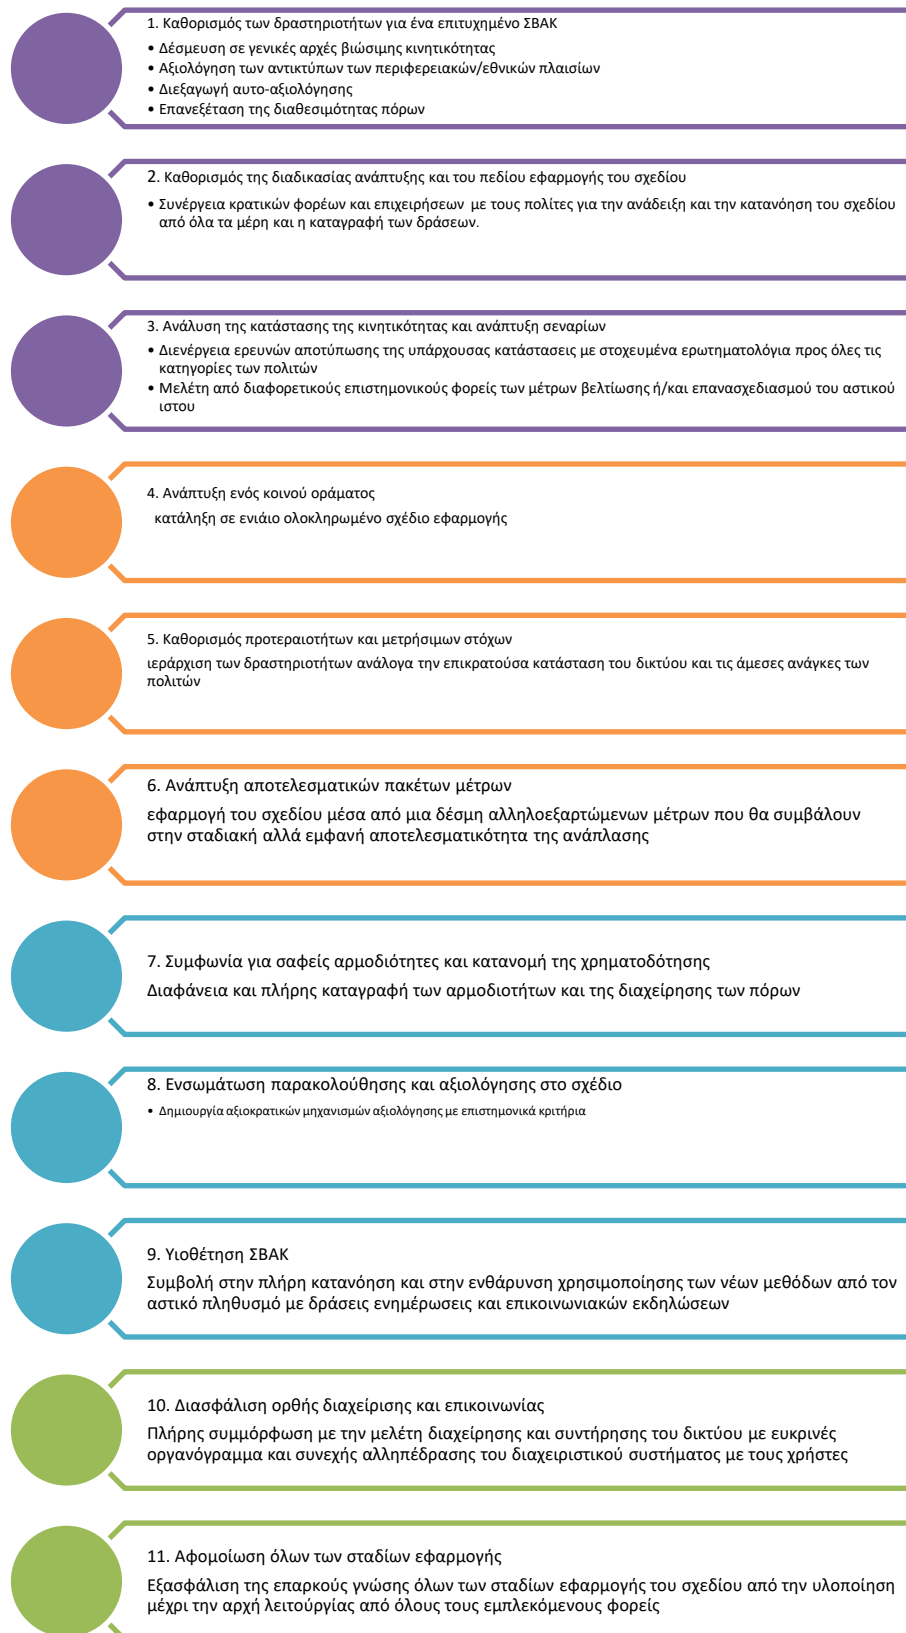 1. Καθορισμός των δραστηριοτήτων για ένα επιτυχημένο ΣΒΑΚ
• Δέσμευση σε γενικές αρχές βιώσιμης κινητικότητας
• Αξιολόγηση των αντικτύπων των περιφερειακών/εθνικών πλαισίων
• Διεξαγωγή αυτο-αξιολόγησης
• Επανεξέταση της διαθεσιμότητας πόρων
2. Καθορισμός της διαδικασίας ανάπτυξης και του πεδίου εφαρμογής του σχεδίου
• Συνέργεια κρατικών φορέων και επιχειρήσεων με τους πολίτες για την ανάδειξη και την κατανόηση του σχεδίου
από όλα τα μέρη και η καταγραφή των δράσεων.
3. Ανάλυση της κατάστασης της κινητικότητας και ανάπτυξη σεναρίων
• Διενέργεια ερευνών αποτύπωσης της υπάρχουσας κατάστασεις με στοχευμένα ερωτηματολόγια προς όλες τις
κατηγορίες των πολιτών
• Μελέτη από διαφορετικούς επιστημονικούς φορείς των μέτρων βελτίωσης ή/και επανασχεδιασμού του αστικού
ιστου
4. Ανάπτυξη ενός κοινού οράματος
κατάληξη σε ενιάιο ολοκληρωμένο σχέδιο εφαρμογής
5. Καθορισμός προτεραιοτήτων και μετρήσιμων στόχων
ιεράρχιση των δραστηριοτήτων ανάλογα την επικρατούσα κατάσταση του δικτύου και τις άμεσες ανάγκες των
πολιτών
6. Ανάπτυξη αποτελεσματικών πακέτων μέτρων
εφαρμογή του σχεδίου μέσα από μια δέσμη αλληλοεξαρτώμενων μέτρων που θα συμβάλουν
στην σταδιακή αλλά εμφανή αποτελεσματικότητα της ανάπλασης
7. Συμφωνία για σαφείς αρμοδιότητες και κατανομή της χρηματοδότησης
Διαφάνεια και πλήρης καταγραφή των αρμοδιοτήτων και της διαχείρησης των πόρων
8. Ενσωμάτωση παρακολούθησης και αξιολόγησης στο σχέδιο
• Δημιουργία αξιοκρατικών μηχανισμών αξιολόγησης με επιστημονικά κριτήρια
9. Υιοθέτηση ΣΒΑΚ
Συμβολή στην πλήρη κατανόηση και στην ενθάρυνση χρησιμοποίησης των νέων μεθόδων από τον
αστικό πληθυσμό με δράσεις ενημέρωσεις και επικοινωνιακών εκδηλώσεων
10. Διασφάλιση ορθής διαχείρισης και επικοινωνίας
Πλήρης συμμόρφωση με την μελέτη διαχείρησης και συντήρησης του δικτύου με ευκρινές
οργανόγραμμα και συνεχής αλληπέδρασης του διαχειριστικού συστήματος με τους χρήστες
11. Αφομοίωση όλων των σταδίων εφαρμογής
Εξασφάλιση της επαρκούς γνώσης όλων των σταδίων εφαρμογής του σχεδίου από την υλοποίηση
μέχρι την αρχή λειτούργίας από όλους τους εμπλεκόμενους φορείς